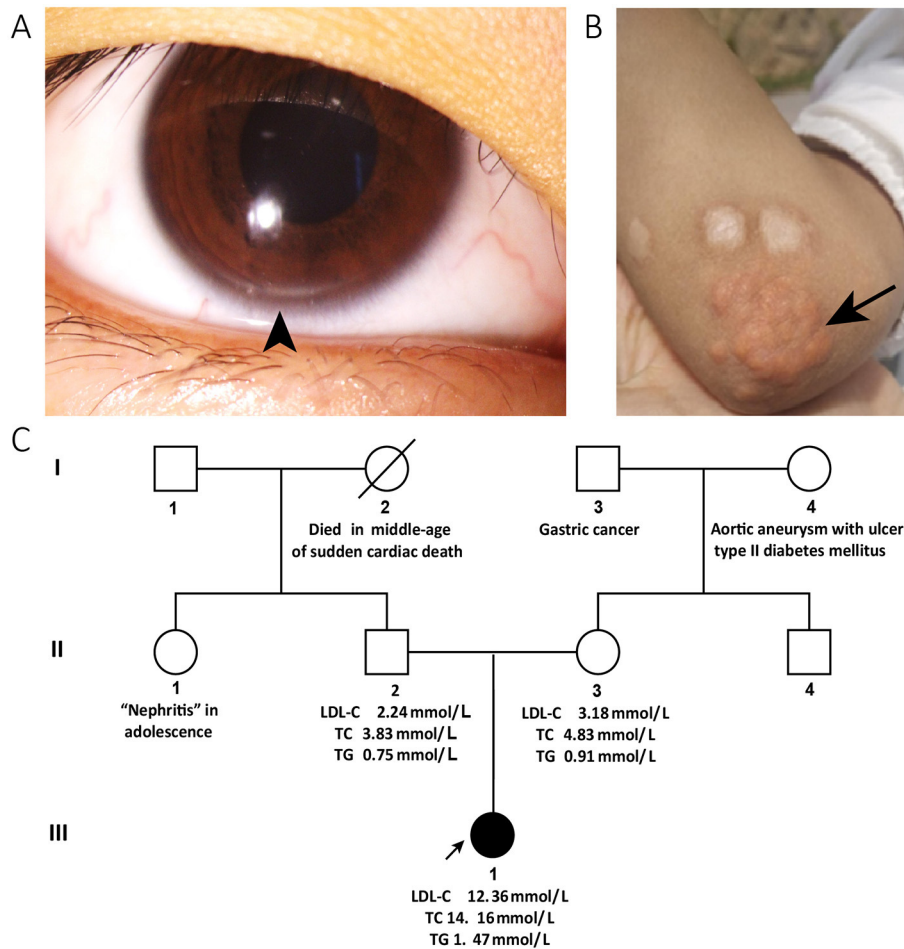 A
B
C
I
1
2
3
4
Died in middle-age
of sudden cardiac death
Gastric cancer
Aortic aneurysm with ulcer
type II diabetes mellitus
II
1
2
3
4
"Nephritis" in
adolescence
LDL-C 2.24 mmol/L
TC 3.83 mmol/L
TG 0.75 mmol/L
LDL-C 3.18 mmol/L
TC 4.83 mmol/L
TG 0.91 mmol/L
III
1
LDL-C 12.36 mmol/L
TC 14. 16 mmol/L
TG 1. 47 mmol/L